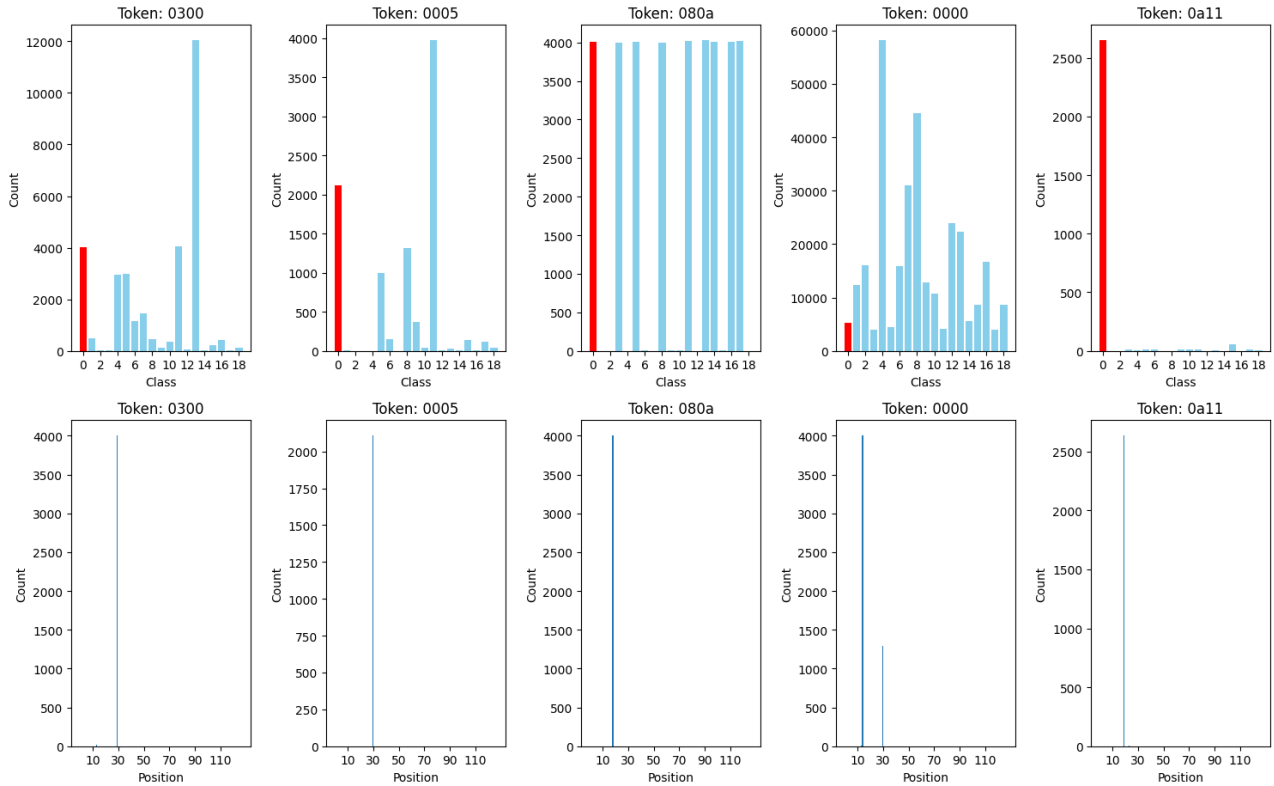 Token: 0300
Token: 0005
Token: 080a
Token: 0000
Token: 0a11
Count
12000
10000
8000
6000
4000
2000
0
0 2 4 6 8 10 12 14 16 18
Class
Count
4000
3500
3000
2500
2000
1500
1000
500
0
0 2 4 6 8 10 12 14 16 18
Class
Count
4000
3500
3000
2500
2000
1500
1000
500
0
0 2 4 6 8 10 12 14 16 18
Class
Count
60000
50000
40000
30000
20000
10000
0
0 2 4 6 8 10 12 14 16 18
Class
Count
2500
2000
1500
1000
500
0
0 2 4 6 8 10 12 14 16 18
Class
Token: 0300
Token: 0005
Token: 080a
Token: 0000
Token: 0a11
Count
4000
3500
3000
2500
2000
1500
1000
500
0
10 30 50 70 90 110
Position
Count
2000
1750
1500
1250
1000
750
500
250
0
10 30 50 70 90 110
Position
Count
4000
3500
3000
2500
2000
1500
1000
500
0
10 30 50 70 90 110
Position
Count
4000
3500
3000
2500
2000
1500
1000
500
0
10 30 50 70 90 110
Position
Count
2500
2000
1500
1000
500
0
10 30 50 70 90 110
Position